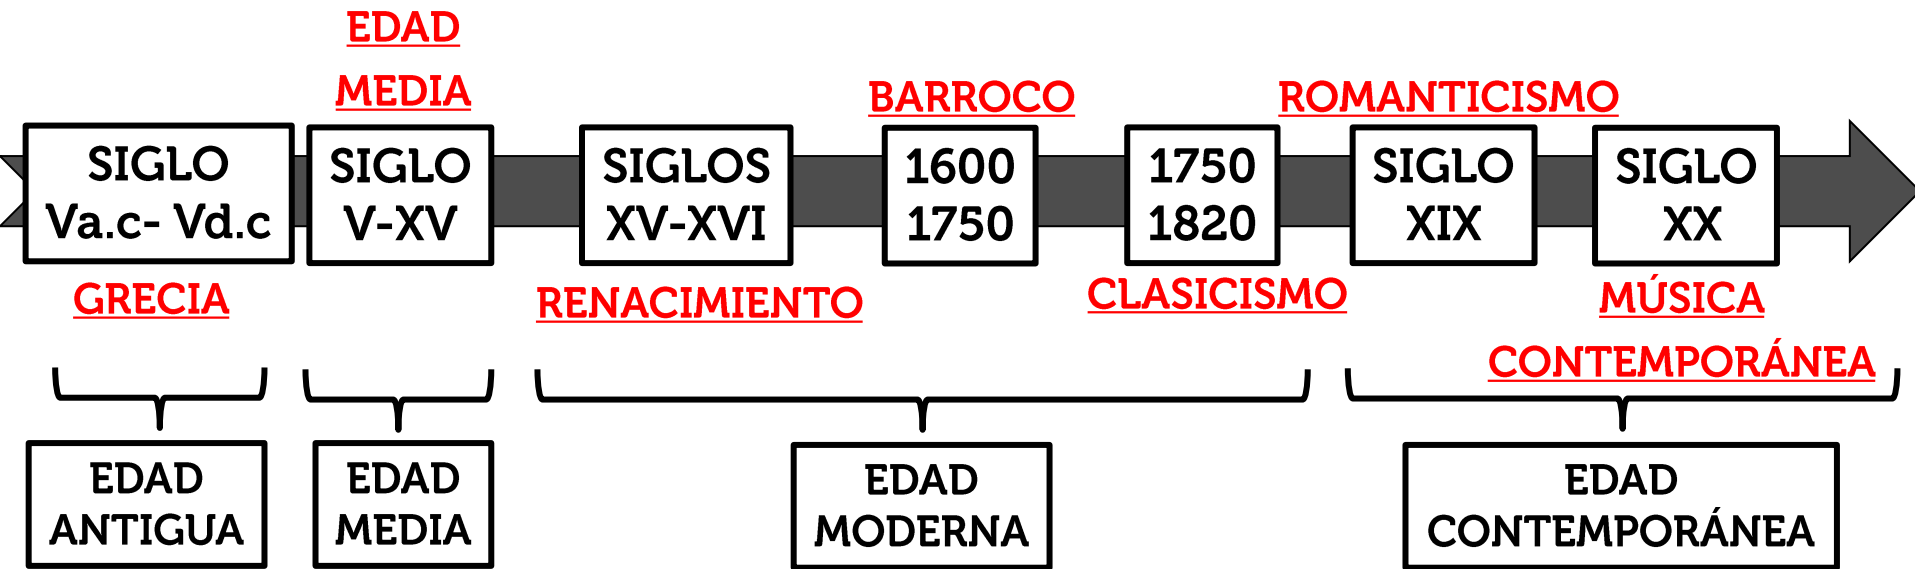 EDAD
MEDIA
BARROCO
ROMANTICISMO
SIGLO
Va.c- Vd.c
SIGLO
V-XV
SIGLOS
XV-XVI
1600
1750
1750
1820
SIGLO
XIX
SIGLO
XX
GRECIA
RENACIMIENTO
CLASICISMO
MÚSICA
CONTEMPORÁNEA
EDAD
ANTIGUA
EDAD
MEDIA
EDAD
MODERNA
EDAD
CONTEMPORÁNEA